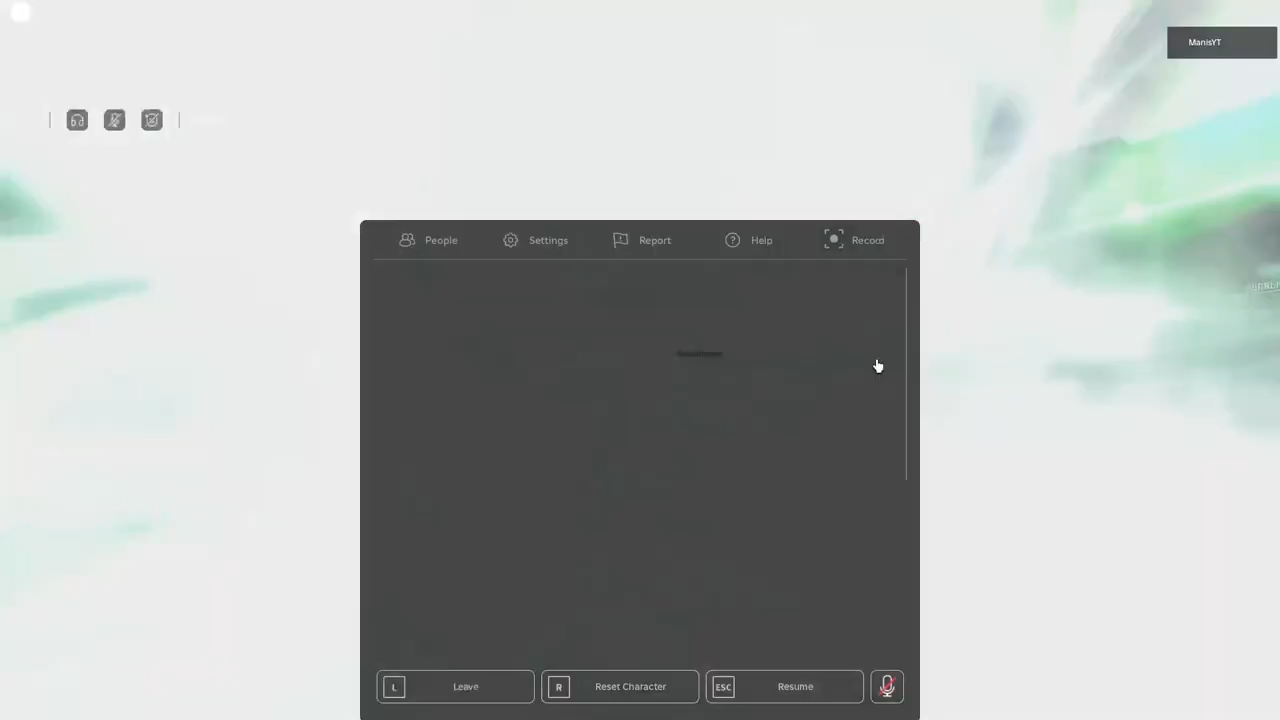 ManisYT
People
Settings
Report
Help
Record
L
Leave
R
Reset Character
ESC
Resume